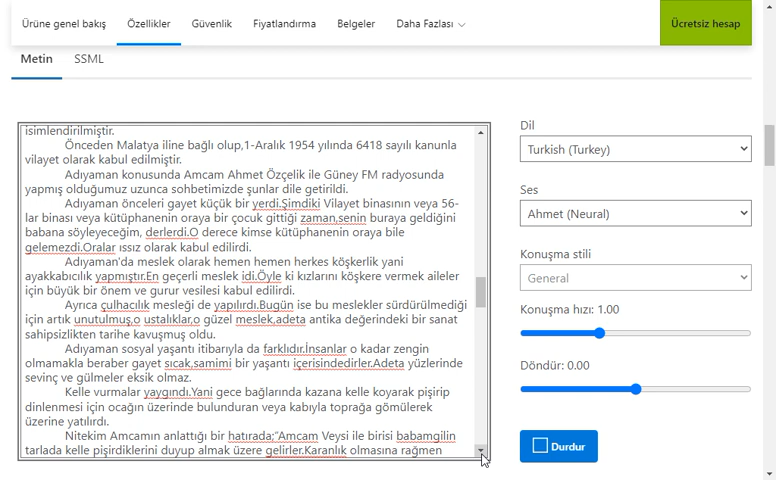 Ürüne genel bakış Özellikler Güvenlik Fiyatlandırma Belgeler Daha Fazlası Ücretsiz hesap
Metin SSML
isimlendirilmiştir.
Önceden Malatya iline bağlı olup,1-Aralık 1954 yılında 6418 sayılı kanunla
vilayet olarak kabul edilmiştir.
Adıyaman konusunda Amcam Ahmet Özçelik ile Güney FM radyosunda
yapmış olduğumuz uzunca sohbetimizde şunlar dile getirildi.
Adıyaman önceleri gayet küçük bir yerdi.Şimdiki Vilayet binasının veya 56-
lar binası veya kütüphanenin oraya bir çocuk gittiği zaman,senin buraya geldiğini
babana söyleyeceğim, derlerdi.O derece kimse kütüphanenin oraya bile
gelemezdi.Oralar ıssız olarak kabul edilirdi.
Adıyaman'da meslek olarak hemen hemen herkes köşkerlik yani
ayakkabıcılık yapmıştır.En geçerli meslek idi.Öyle ki kızlarını köşkere vermek aileler
için büyük bir önem ve gurur vesilesi kabul edilirdi.
Ayrıca çulhacılık mesleği de yapılırdı.Bugün ise bu meslekler sürdürülmediği
için artık unutulmuş,o ustalıklar,o güzel meslek,adeta antika değerindeki bir sanat
sahipsizlikten tarihe kavuşmuş oldu.
Adıyaman sosyal yaşantı itibarıyla da farklıdır.İnsanlar o kadar zengin
olmamakla beraber gayet sıcak,samimi bir yaşantı içerisindedirler.Adeta yüzlerinde
sevinç ve gülmeler eksik olmaz.
Kelle vurmalar yaygındı.Yani gece bağlarında kazana kelle koyarak pişirip
dinlenmesi için ocağın üzerinde bulunduran veya kabıyla toprağa gömülerek
üzerine yatılırdı.
Nitekim Amcamın anlattığı bir hatırada;“Amcam Veysi ile birisi babamgilin
tarlada kelle pişirdiklerini duyup almak üzere gelirler.Karanlık olmasına rağmen
Dil
Turkish (Turkey)
Ses
Ahmet (Neural)
Konuşma stili
General
Konuşma hızı: 1.00
Döndür: 0.00
Durdur